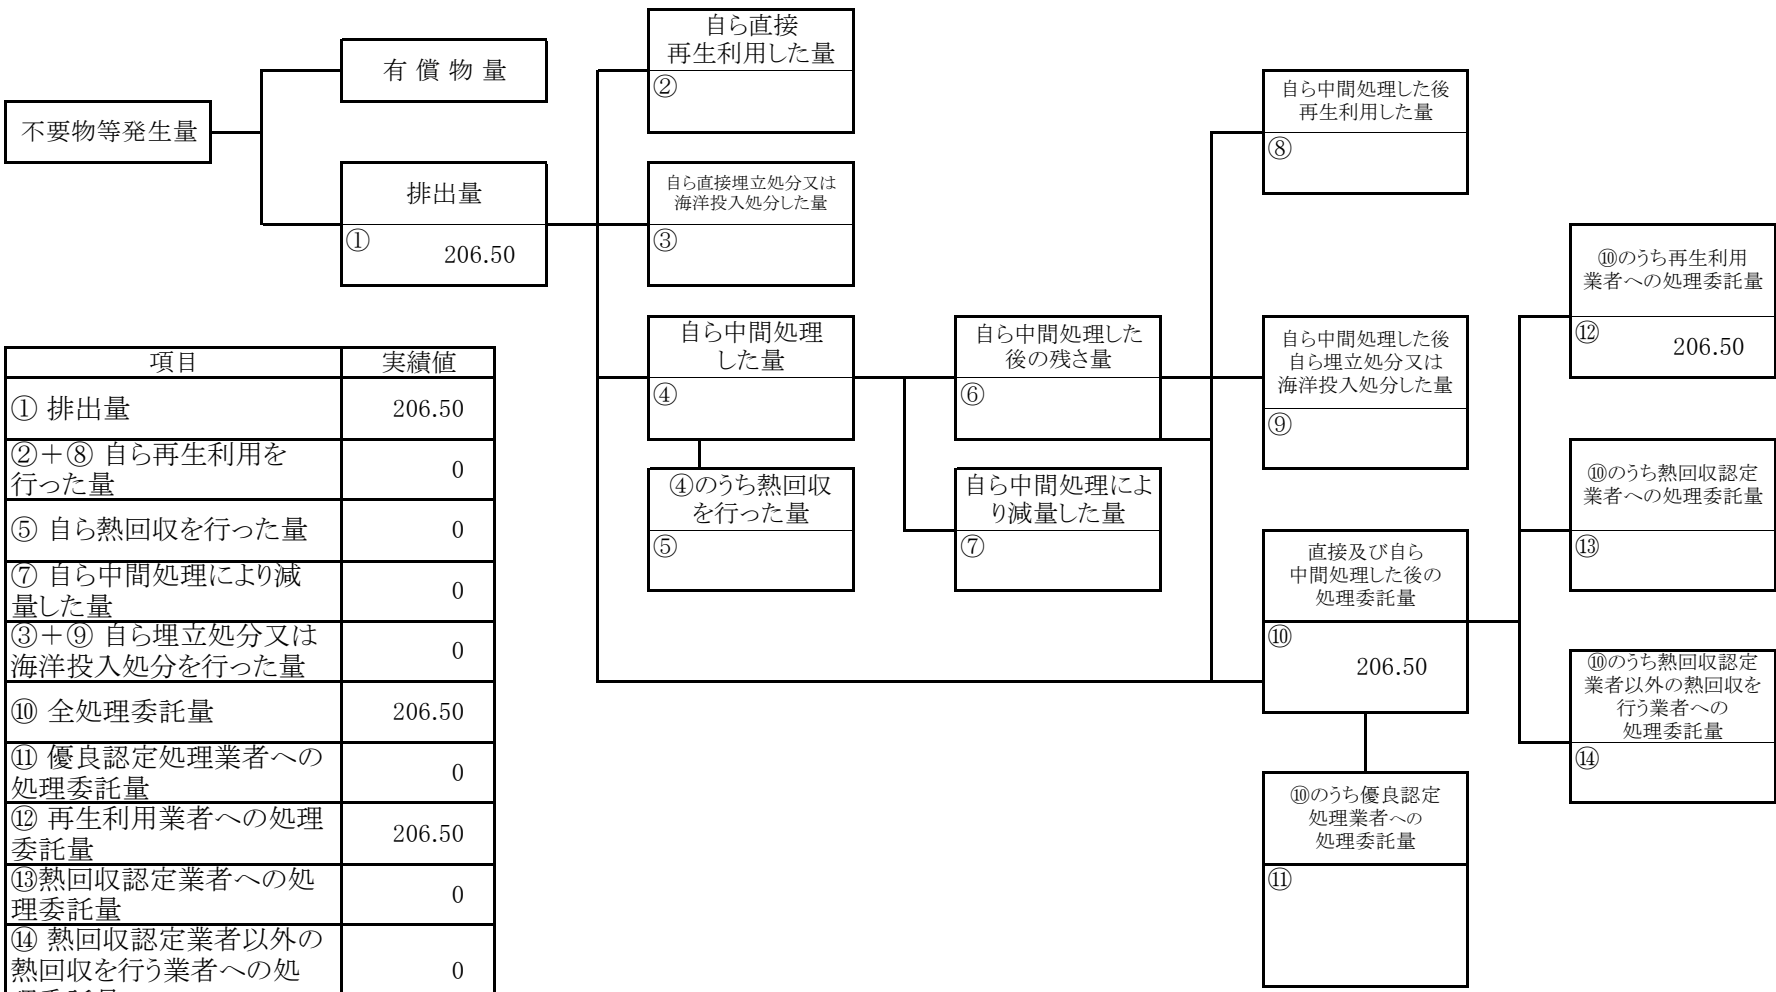 不要物等発生量
有 償 物 量
排出量
①
206.50
自ら直接
再生利用した量
②
自ら直接埋立処分又は
海洋投入処分した量
③
自ら中間処理
した量
④
④のうち熱回収
を行った量
⑤
自ら中間処理した
後の残さ量
⑥
自ら中間処理によ
り減量した量
⑦
自ら中間処理した後
再生利用した量
⑧
自ら中間処理した後
自ら埋立処分又は
海洋投入処分した量
⑨
直接及び自ら
中間処理した後の
処理委託量
⑩
206.50
⑩のうち優良認定
処理業者への
処理委託量
⑪
⑩のうち再生利用
業者への処理委託量
⑫
206.50
⑩のうち熱回収認定
業者への処理委託量
⑬
⑩のうち熱回収認定
業者以外の熱回収を
行う業者への
処理委託量
⑭
項目 実績値
① 排出量 206.50
②＋⑧ 自ら再生利用を
行った量 0
⑤ 自ら熱回収を行った量 0
⑦ 自ら中間処理により減
量した量 0
③＋⑨ 自ら埋立処分又は
海洋投入処分を行った量 0
⑩ 全処理委託量 206.50
⑪ 優良認定処理業者への
処理委託量 0
⑫ 再生利用業者への処理
委託量 206.50
⑬熱回収認定業者への処
理委託量 0
⑭ 熱回収認定業者以外の
熱回収を行う業者への処 0